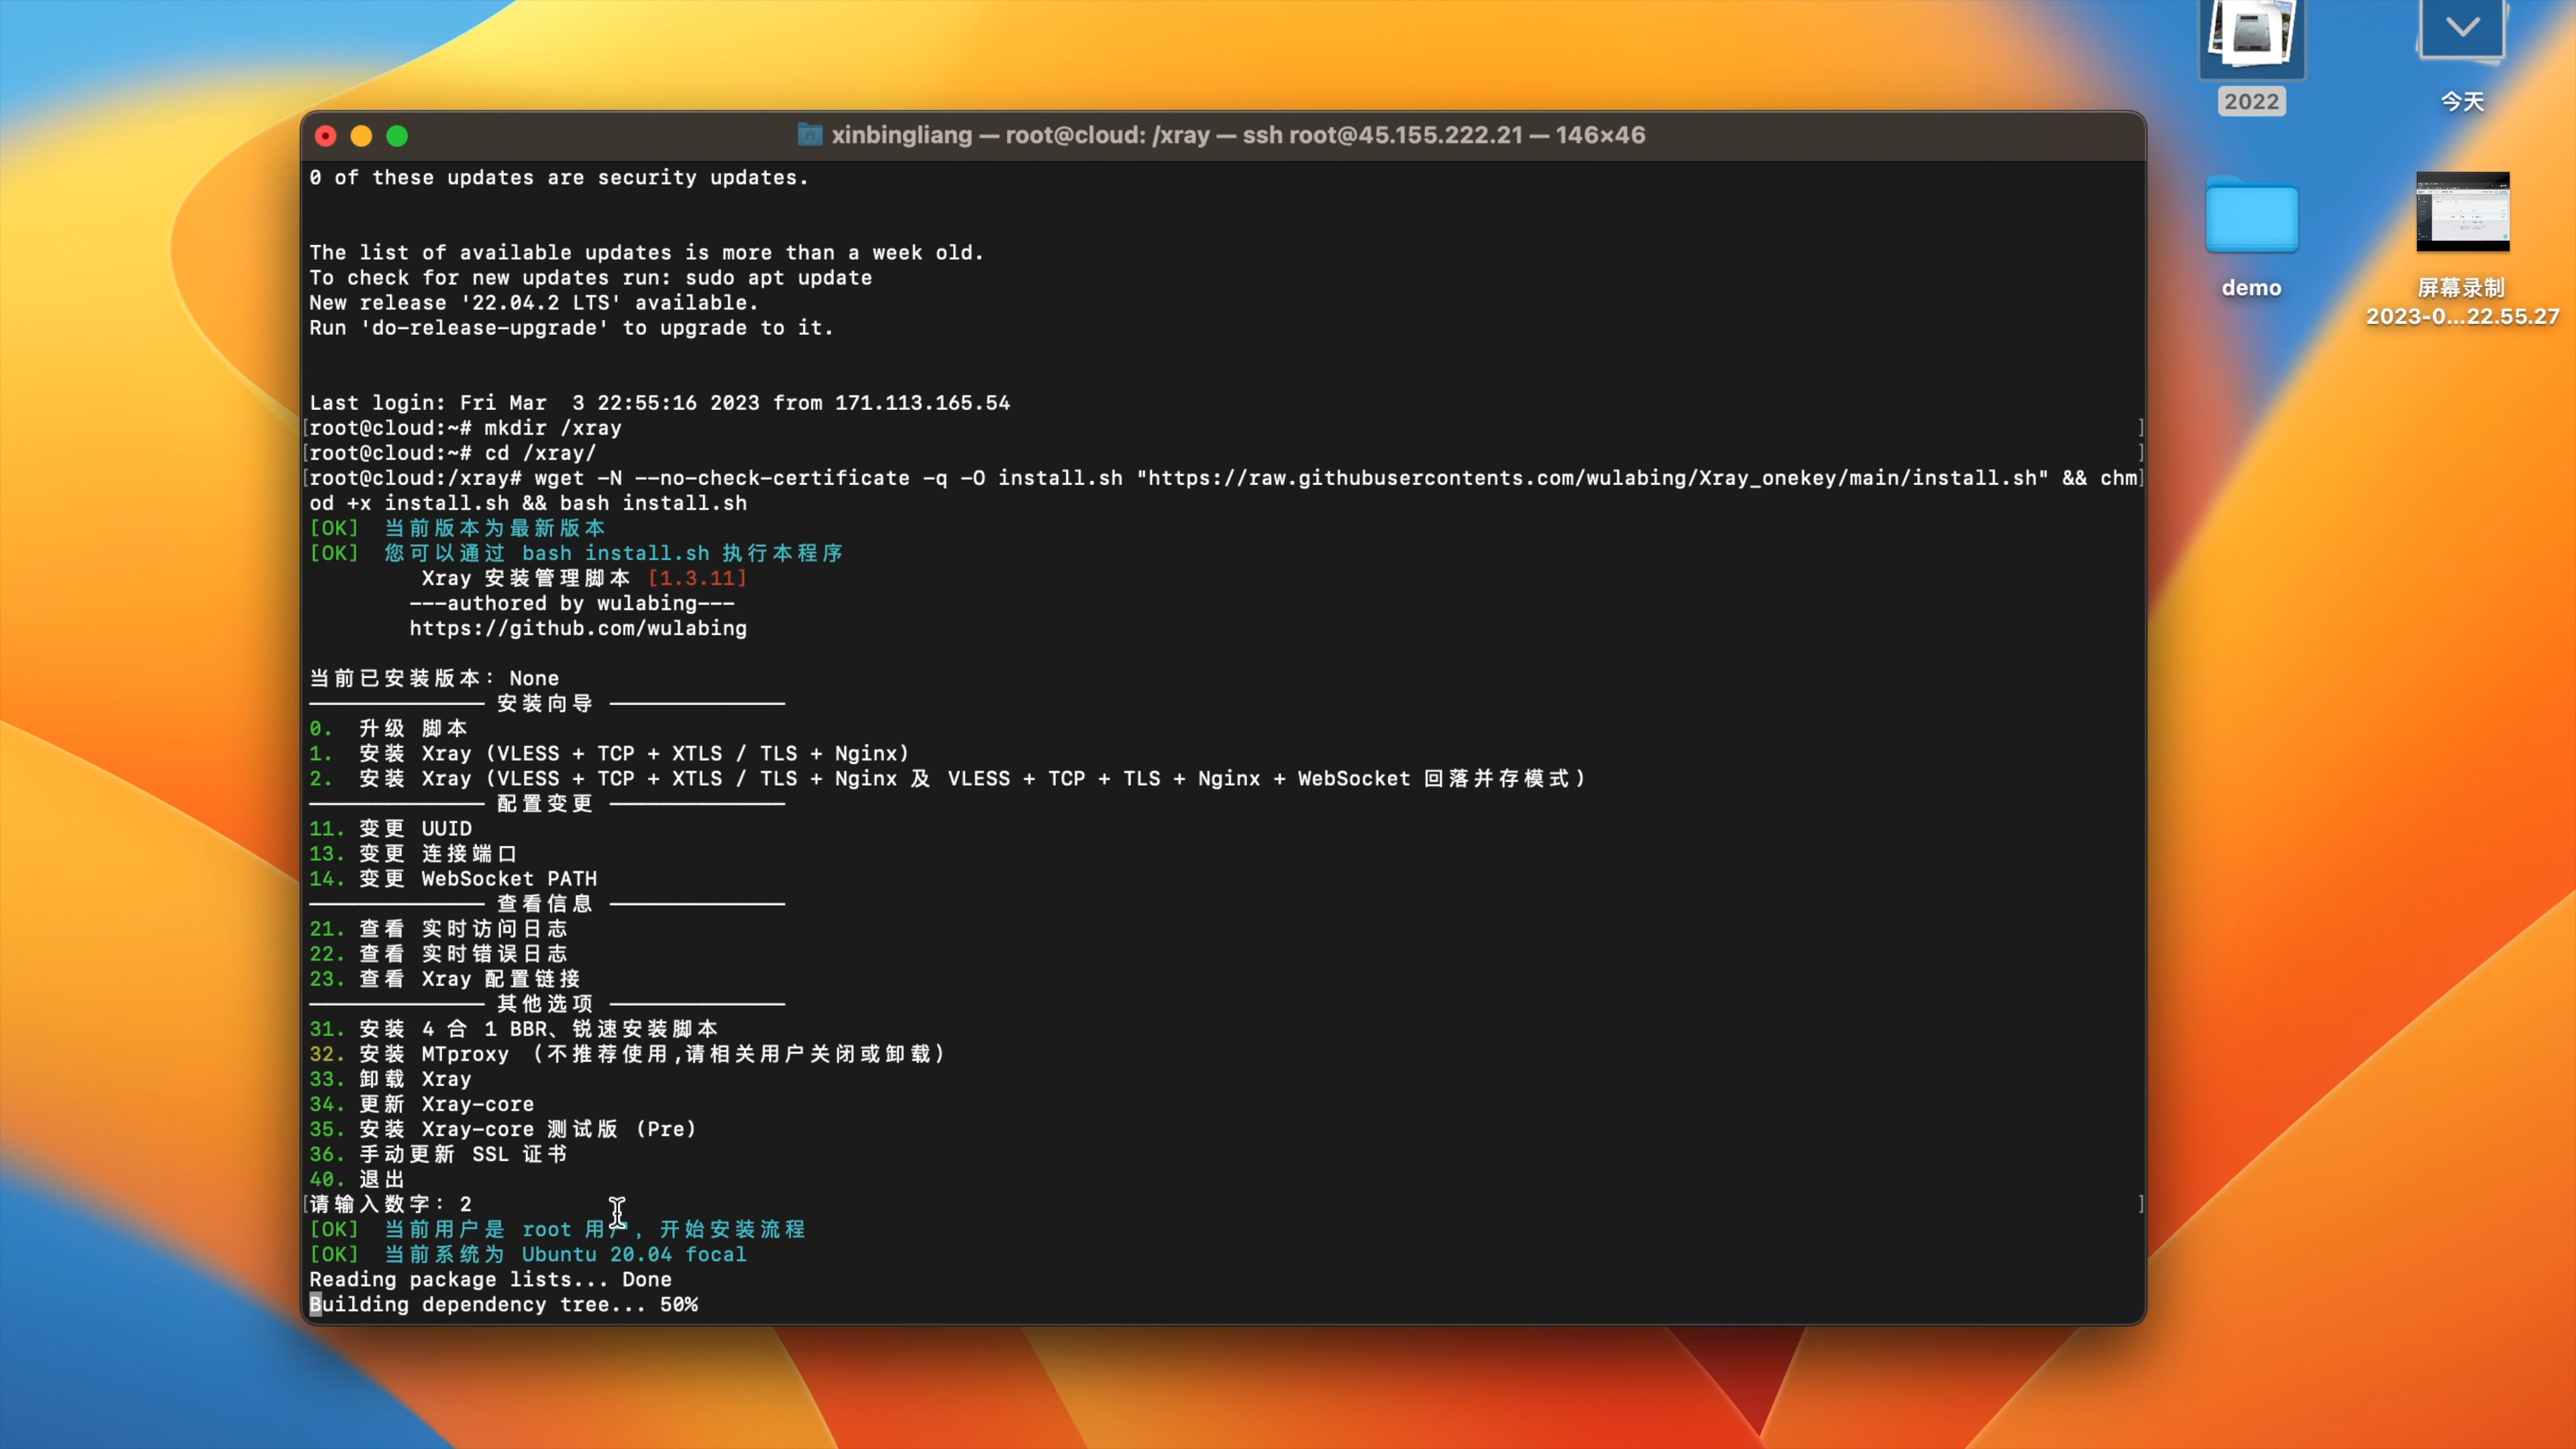 xinbingliang — root@cloud: /xray — ssh root@45.155.222.21 — 146×46
0 of these updates are security updates.
The list of available updates is more than a week old.
To check for new updates run: sudo apt update
New release '22.04.2 LTS' available.
Run 'do-release-upgrade' to upgrade to it.
Last login: Fri Mar  3 22:55:16 2023 from 171.113.165.54
[root@cloud:~# mkdir /xray ]
[root@cloud:~# cd /xray/ ]
[root@cloud:/xray# wget -N --no-check-certificate -q -O install.sh "https://raw.githubusercontents.com/wulabing/Xray_onekey/main/install.sh" && chm]
od +x install.sh && bash install.sh
[OK] 当前版本为最新版本
[OK] 您可以通过 bash install.sh 执行本程序
Xray 安装管理脚本 [1.3.11]
---authored by wulabing---
https://github.com/wulabing
当前已安装版本: None
—————————————— 安装向导 ——————————————
0. 升级 脚本
1. 安装 Xray (VLESS + TCP + XTLS / TLS + Nginx)
2. 安装 Xray (VLESS + TCP + XTLS / TLS + Nginx 及 VLESS + TCP + TLS + Nginx + WebSocket 回落并存模式)
—————————————— 配置变更 ——————————————
11. 变更 UUID
13. 变更 连接端口
14. 变更 WebSocket PATH
—————————————— 查看信息 ——————————————
21. 查看 实时访问日志
22. 查看 实时错误日志
23. 查看 Xray 配置链接
—————————————— 其他选项 ——————————————
31. 安装 4 合 1 BBR、锐速安装脚本
32. 安装 MTproxy （不推荐使用,请相关用户关闭或卸载）
33. 卸载 Xray
34. 更新 Xray-core
35. 安装 Xray-core 测试版 (Pre)
36. 手动更新 SSL 证书
40. 退出
[请输入数字: 2 ]
[OK] 当前用户是 root 用户, 开始安装流程
[OK] 当前系统为 Ubuntu 20.04 focal
Reading package lists... Done
Building dependency tree... 50%
2022
今天
demo
屏幕录制
2023-0...22.55.27